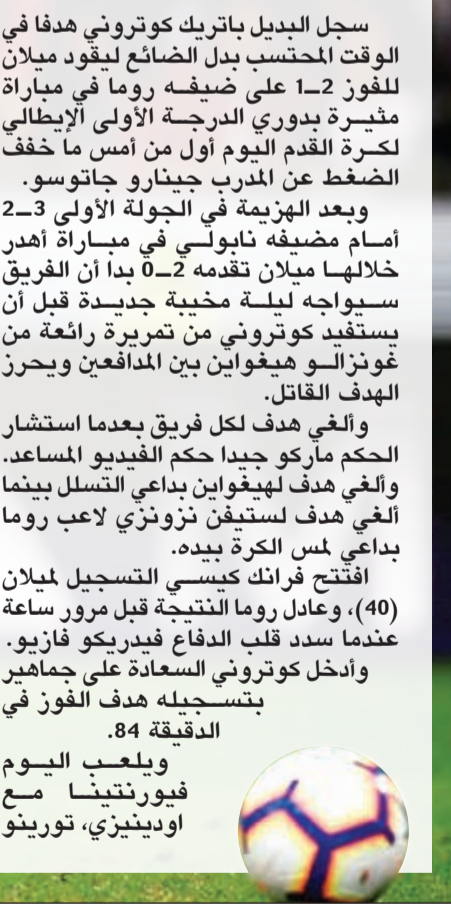 سجل البديل باتريك كوتروني هدفا في
الوقت المحتسب بدل الضائع ليقود ميلان
للفوز 2–1 على ضيفه روما في مباراة
مثيرة بدوري الدرجة الأولى الإيطالي
لكرة القدم اليوم أول من أمس ما خفف
الضغط عن المدرب جينارو جاتوسو.
وبعد الهزيمة في الجولة الأولى 3–2
أمام مضيفه نابولي في مباراة أهدر
خلالها ميلان تقدمه 2–0 بدا أن الفريق
سيواجه ليلة مخيبة جديدة قبل أن
يستفيد كوتروني من تمريرة رائعة من
غونزالو هيغواين بين المدافعين ويحرز
الهدف القاتل.
وألغي هدف لكل فريق بعدما استشار
الحكم ماركو جيدا حكم الفيديو المساعد.
وألغي هدف لهيغواين بداعي التسلل بينما
ألغي هدف لستيفن نزونزي لاعب روما
بداعي لمس الكرة بيده.
افتتح فرانك كيسي التسجيل لميلان
(40)، وعادل روما النتيجة قبل مرور ساعة
عندما سدد قلب الدفاع فيدريكو فازيو.
وأدخل كوتروني السعادة على جماهير
بتسجيله هدف الفوز في
الدقيقة 84.
ويلعب اليوم
فيورنتينا مع
اودينيزي، تورينو